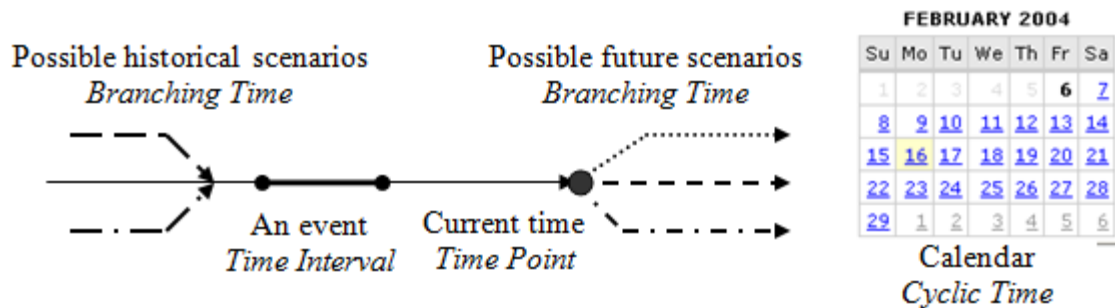 Possible historical scenarios
Branching Time
Possible future scenarios
Branching Time
An event
Time Interval
Current time
Time Point
FEBRUARY 2004
Su Mo Tu We Th Fr Sa
1 2 3 4 5 6 7
8 9 10 11 12 13 14
15 16 17 18 19 20 21
22 23 24 25 26 27 28
29 1 2 3 4 5 6
Calendar
Cyclic Time